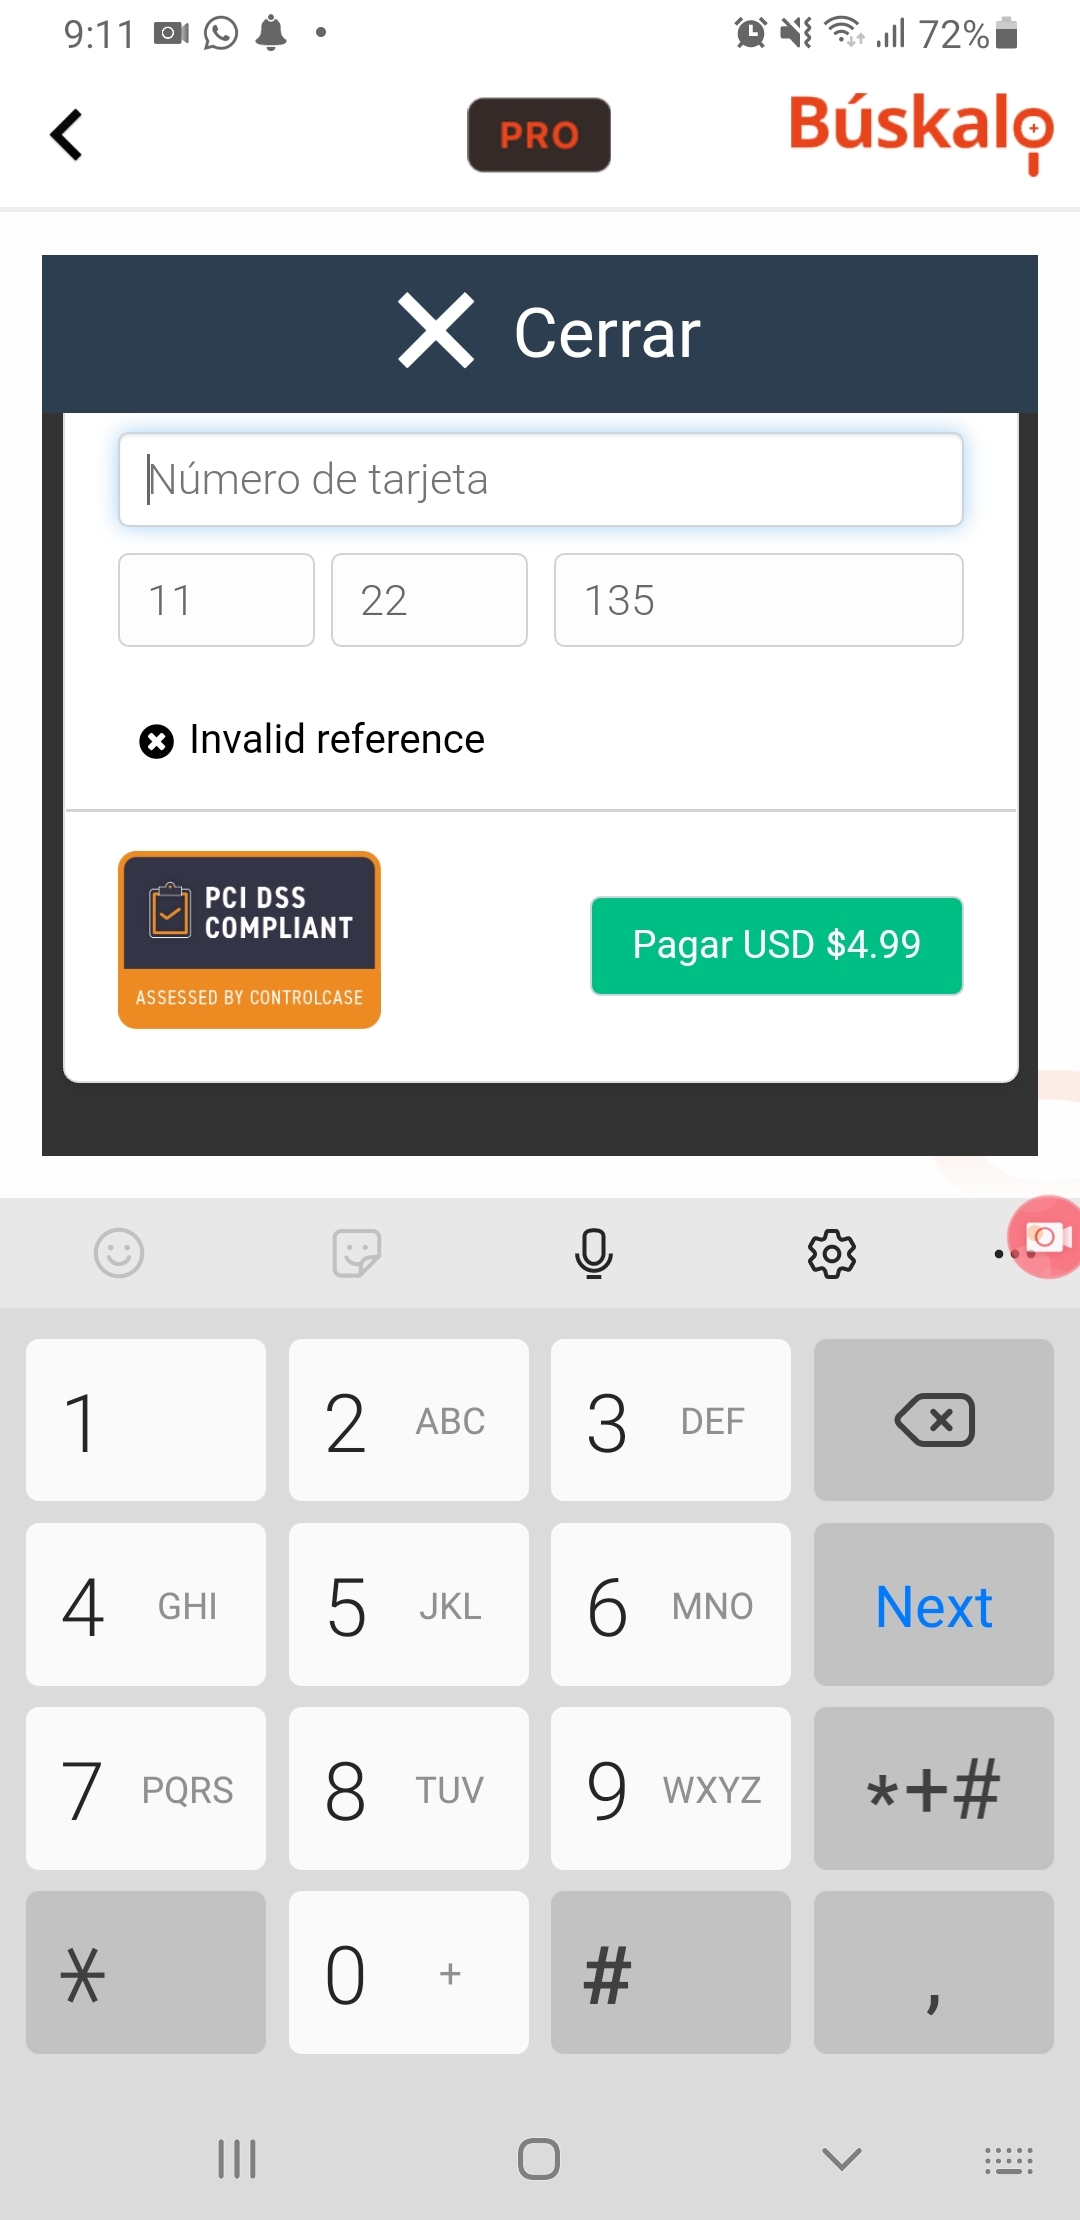 9:11 72%
PRO
Búskalo
Cerrar
Número de tarjeta
11 22 135
Invalid reference
PCI DSS
COMPLIANT
ASSESSED BY CONTROLCASE
Pagar USD $4.99
1 2 ABC 3 DEF
4 GHI 5 JKL 6 MNO Next
7 PQRS 8 TUV 9 WXYZ *+#
* 0 + # ,